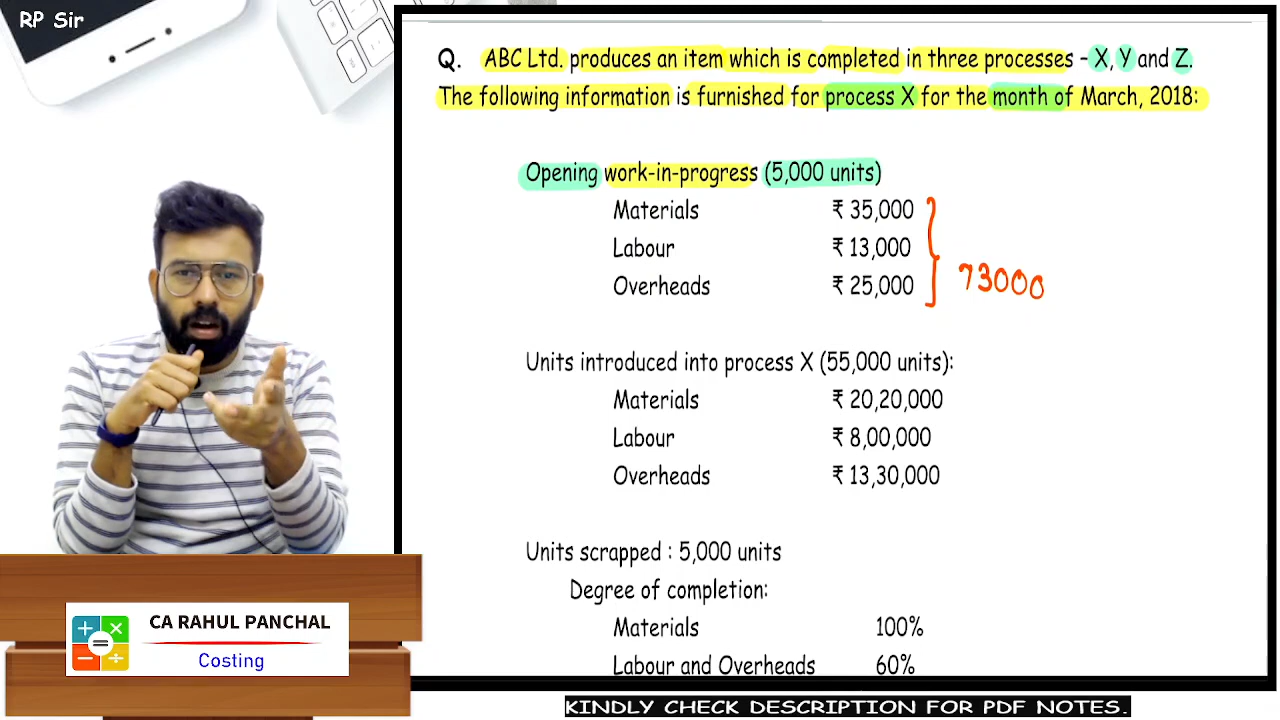 RP Sir
Q. ABC Ltd. produces an item which is completed in three processes – X, Y and Z.
The following information is furnished for process X for the month of March, 2018:
Opening work-in-progress (5,000 units)
Materials ₹ 35,000
Labour ₹ 13,000
Overheads ₹ 25,000
73000
Units introduced into process X (55,000 units):
Materials ₹ 20,20,000
Labour ₹ 8,00,000
Overheads ₹ 13,30,000
Units scrapped : 5,000 units
Degree of completion:
Materials 100%
Labour and Overheads 60%
CA RAHUL PANCHAL
Costing
KINDLY CHECK DESCRIPTION FOR PDF NOTES.